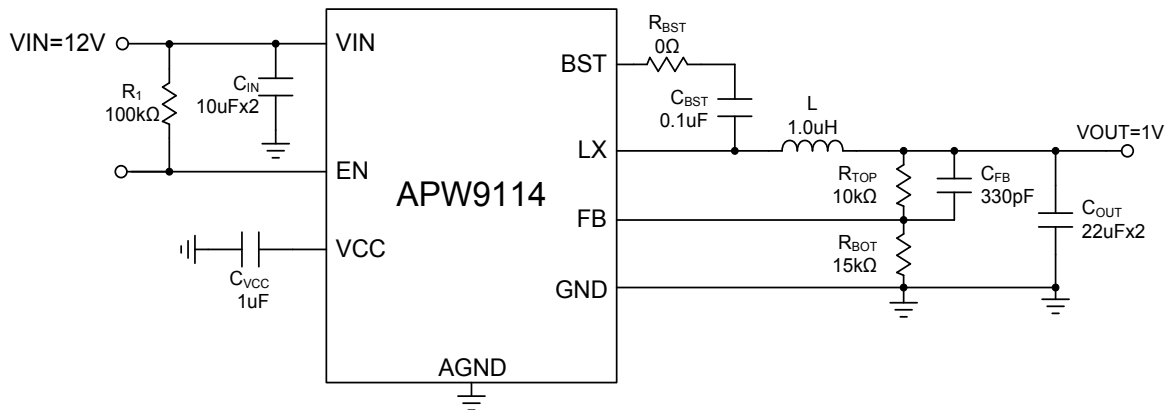 VIN=12V
R1
100kΩ
CIN
10uFx2
VIN
EN
VCC
CVCC
1uF
APW9114
AGND
BST
LX
FB
GND
RBST
0Ω
CBST
0.1uF
L
1.0uH
RTOP
10kΩ
CFB
330pF
RBOT
15kΩ
COUT
22uFx2
VOUT=1V